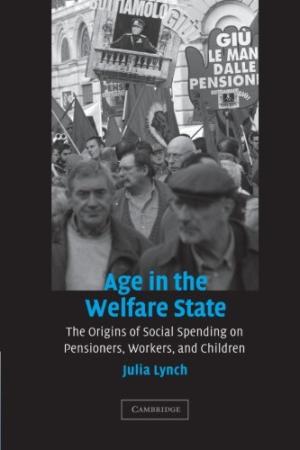 SOTTAMOLO
GIÙ
LE MANI
DALLE
PENSIONI
Age in the
Welfare State
The Origins of Social Spending on
Pensioners, Workers, and Children
Julia Lynch
CAMBRIDGE